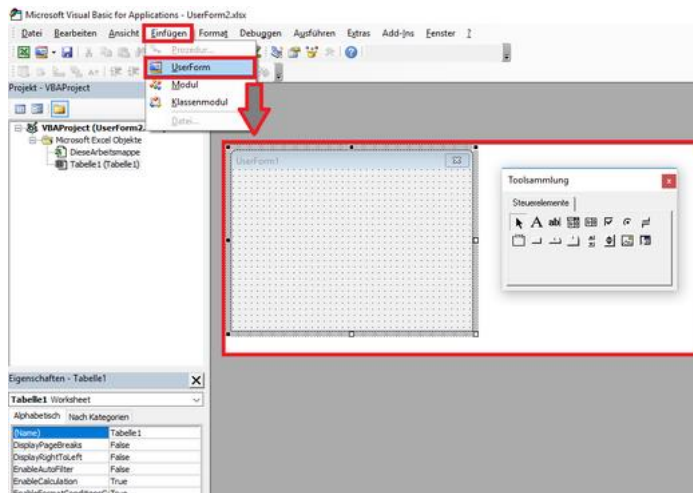 Microsoft Visual Basic for Applications - UserForm2.xlsx
Datei Bearbeiten Ansicht Einfügen Format Debuggen Ausführen Extras Add-Ins Fenster ?
Prozedur...
UserForm
Modul
Klassenmodul
Datei...
Projekt - VBAProject
VBAProject (UserForm2.
Microsoft Excel Objekte
DieseArbeitsmappe
Tabelle1 (Tabelle1)
UserForm1
Toolsammlung
Steuerelemente
A abl
Eigenschaften - Tabelle1
Tabelle1 Worksheet
Alphabetisch Nach Kategorien
(Name) Tabelle1
DisplayPageBreaks False
DisplayRightToLeft False
EnableAutoFilter False
EnableCalculation True